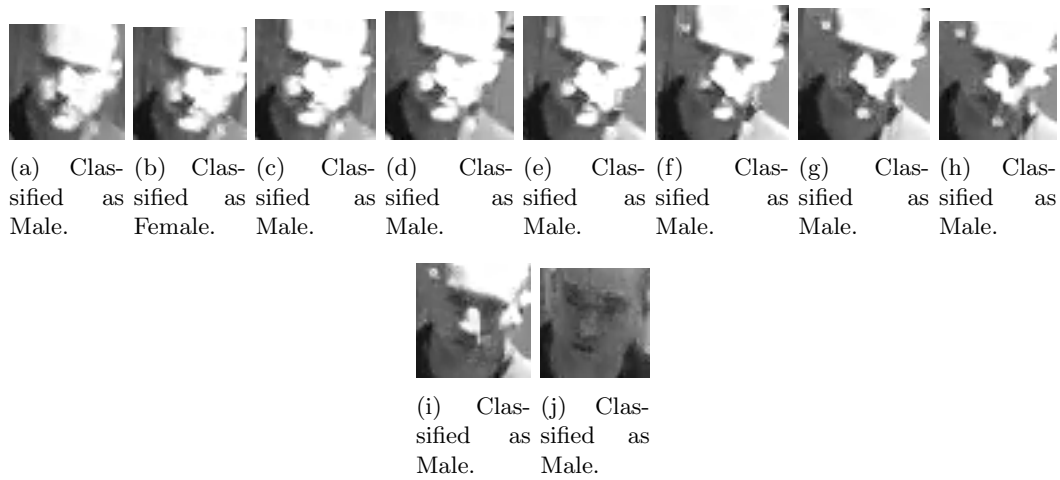 (a) Clas- (b) Clas- (c) Clas- (d) Clas- (e) Clas- (f) Clas- (g) Clas- (h) Clas-
sified as sified as sified as sified as sified as sified as sified as sified as
Male. Female. Male. Male. Male. Male. Male. Male.
(i) Clas- (j) Clas-
sified as sified as
Male. Male.